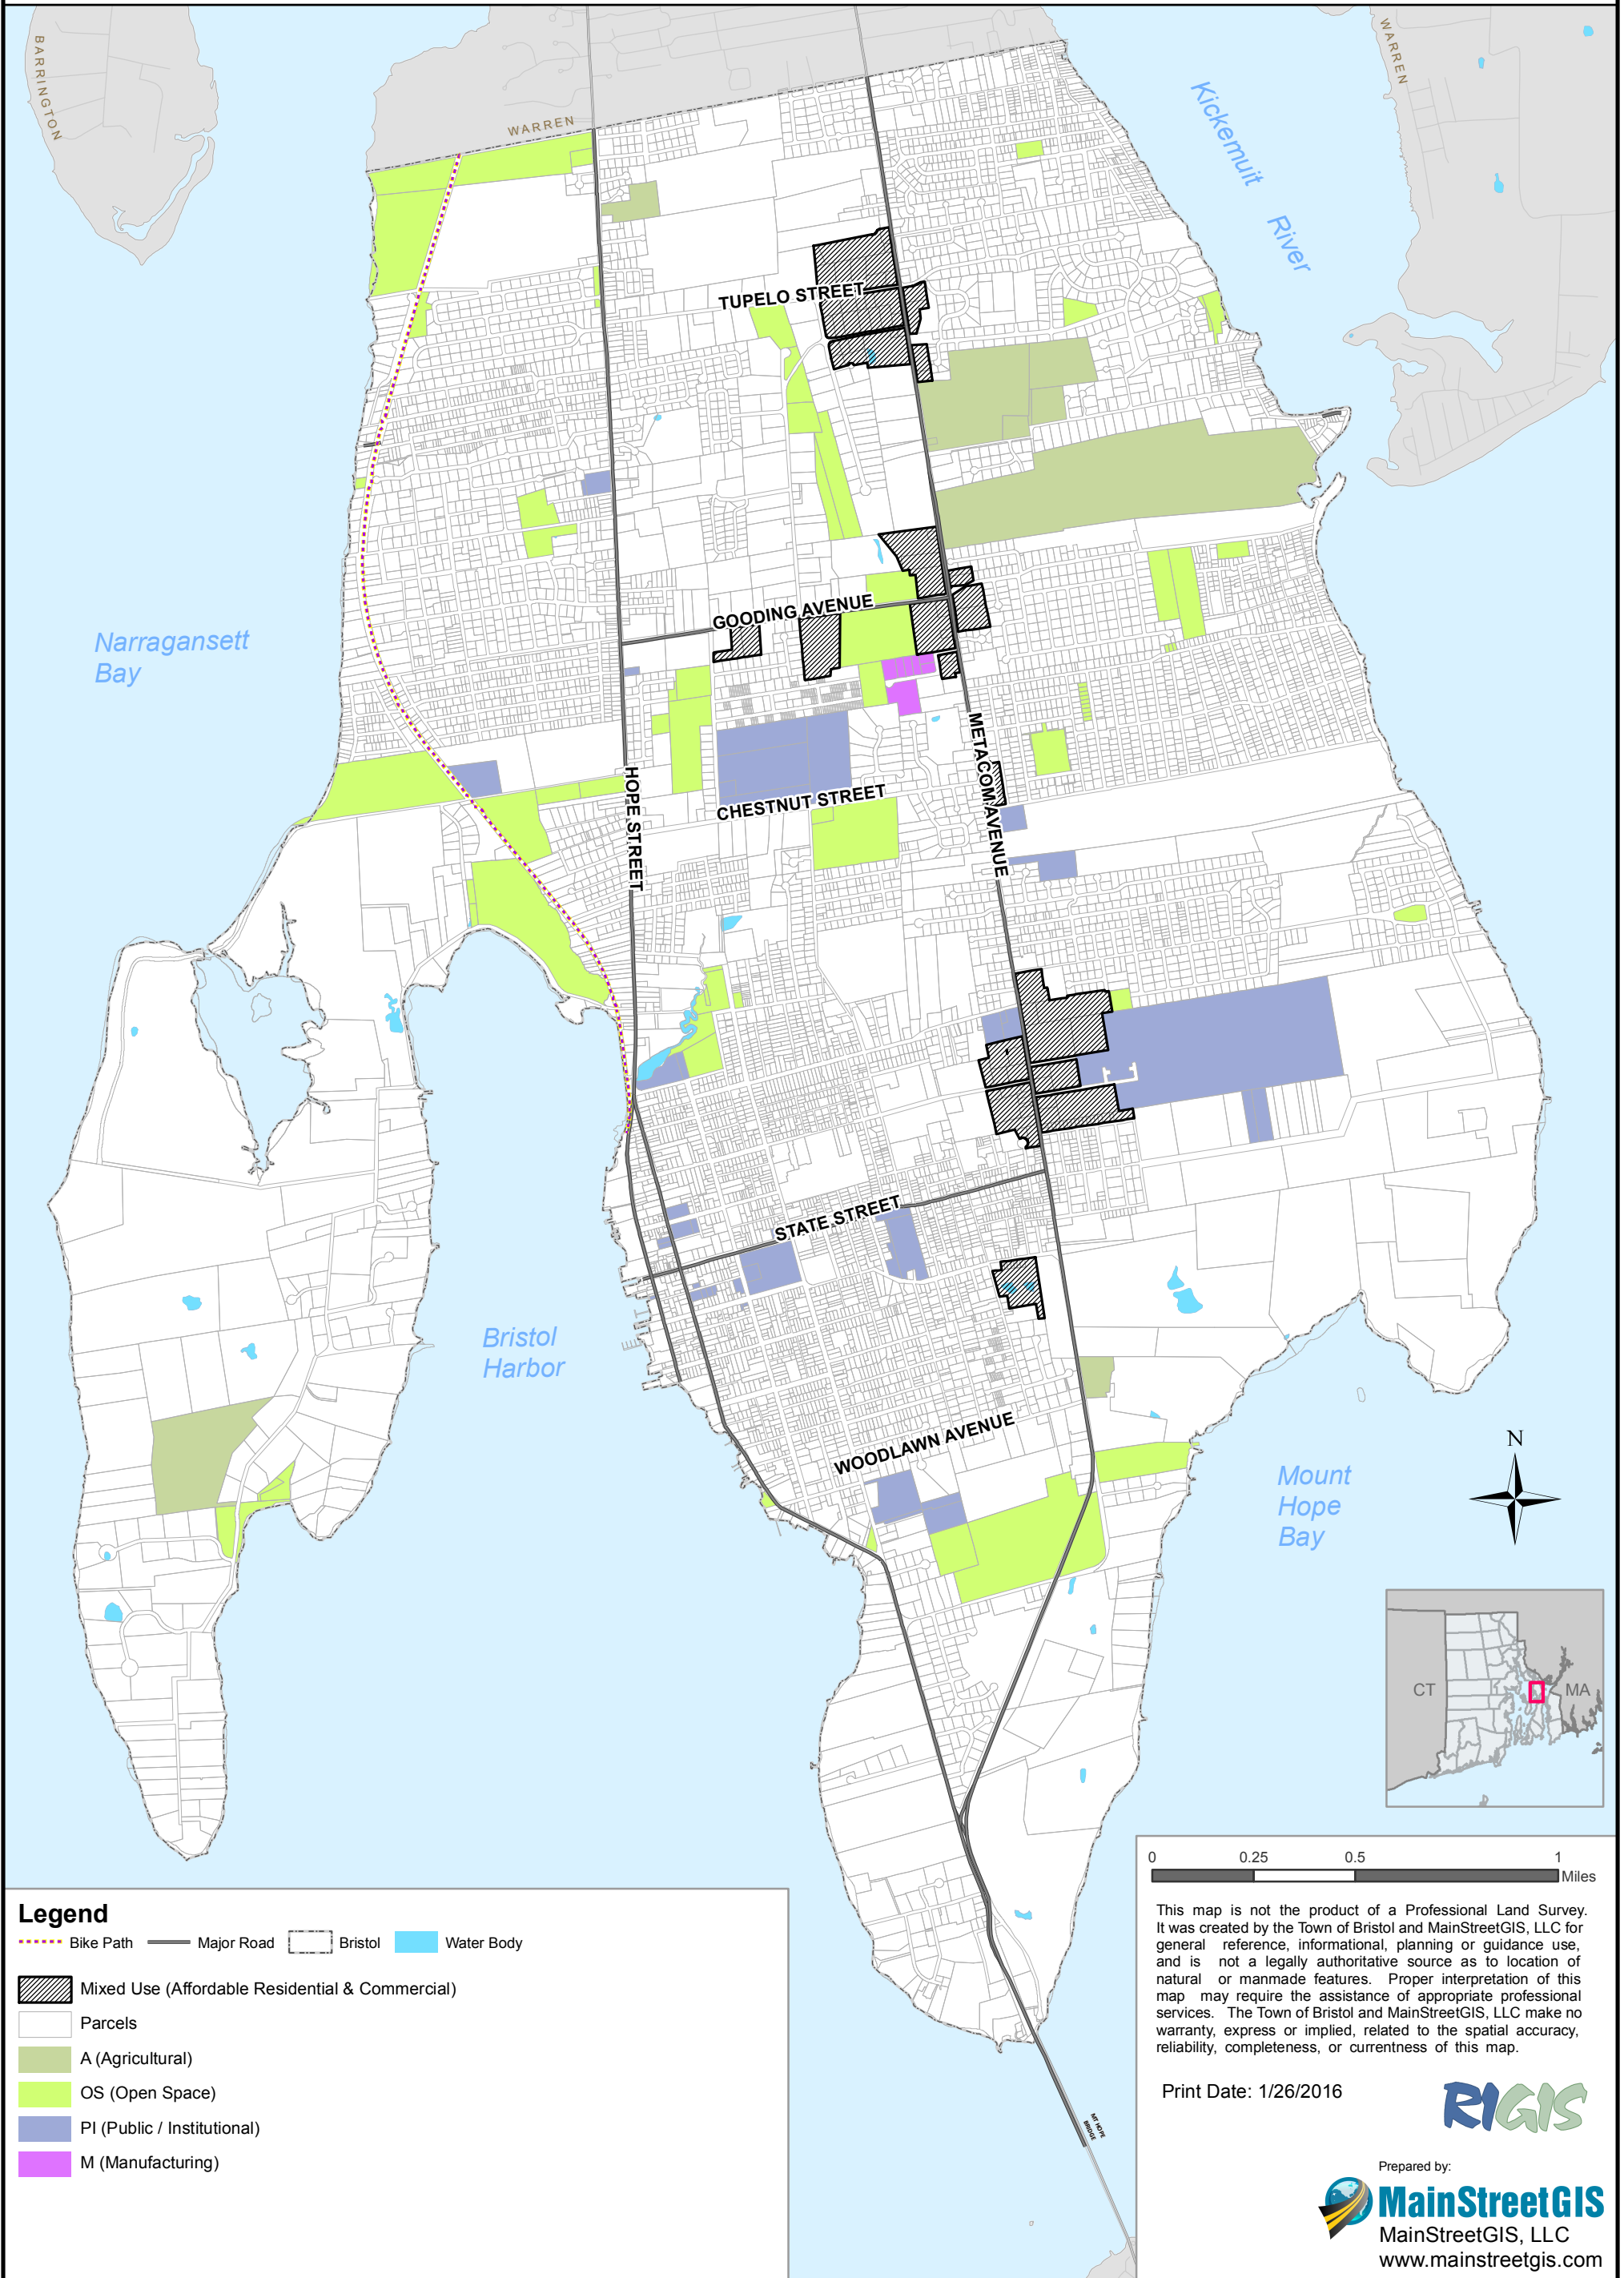 BARRINGTON
WARREN
WARREN
Kickemuit
River
TUPELO STREET
GOODING AVENUE
Narragansett
Bay
METACOM AVENUE
HOPE STREET
CHESTNUT STREET
STATE STREET
Bristol
Harbor
WOODLAWN AVENUE
Mount
Hope
Bay
N
CT
MA
MT HOPE
BRIDGE
0
0.25
0.5
1
Miles
This map is not the product of a Professional Land Survey.
It was created by the Town of Bristol and MainStreetGIS, LLC for
general reference, informational, planning or guidance use,
and is not a legally authoritative source as to location of
natural or manmade features. Proper interpretation of this
map may require the assistance of appropriate professional
services. The Town of Bristol and MainStreetGIS, LLC make no
warranty, express or implied, related to the spatial accuracy,
reliability, completeness, or currentness of this map.
Print Date: 1/26/2016
RIGIS
Prepared by:
MainStreetGIS
MainStreetGIS, LLC
www.mainstreetgis.com
Legend
Bike Path
Major Road
Bristol
Water Body
Mixed Use (Affordable Residential & Commercial)
Parcels
A (Agricultural)
OS (Open Space)
PI (Public / Institutional)
M (Manufacturing)